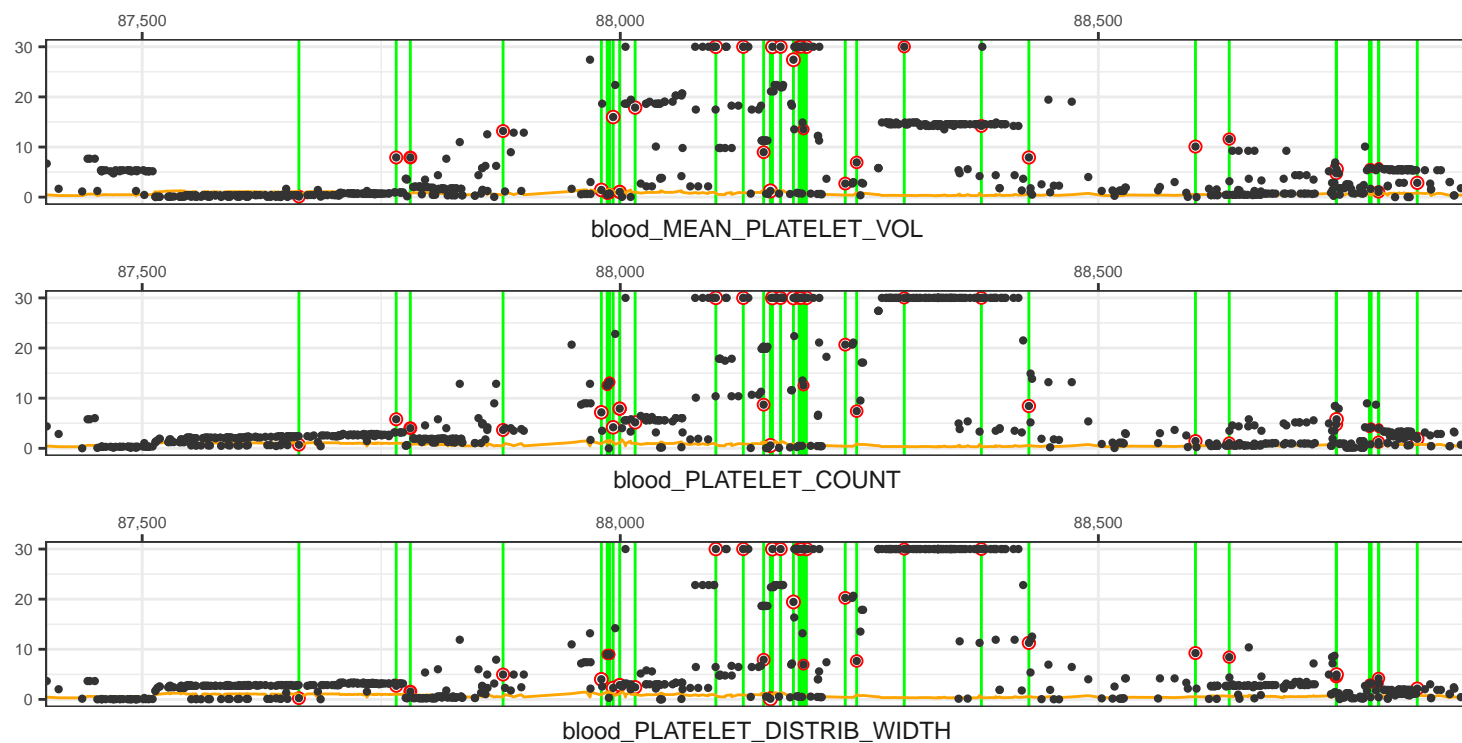 87,500 88,000 88,500
30
20
10
0
blood_MEAN_PLATELET_VOL
87,500 88,000 88,500
30
20
10
0
blood_PLATELET_COUNT
87,500 88,000 88,500
30
20
10
0
blood_PLATELET_DISTRIB_WIDTH